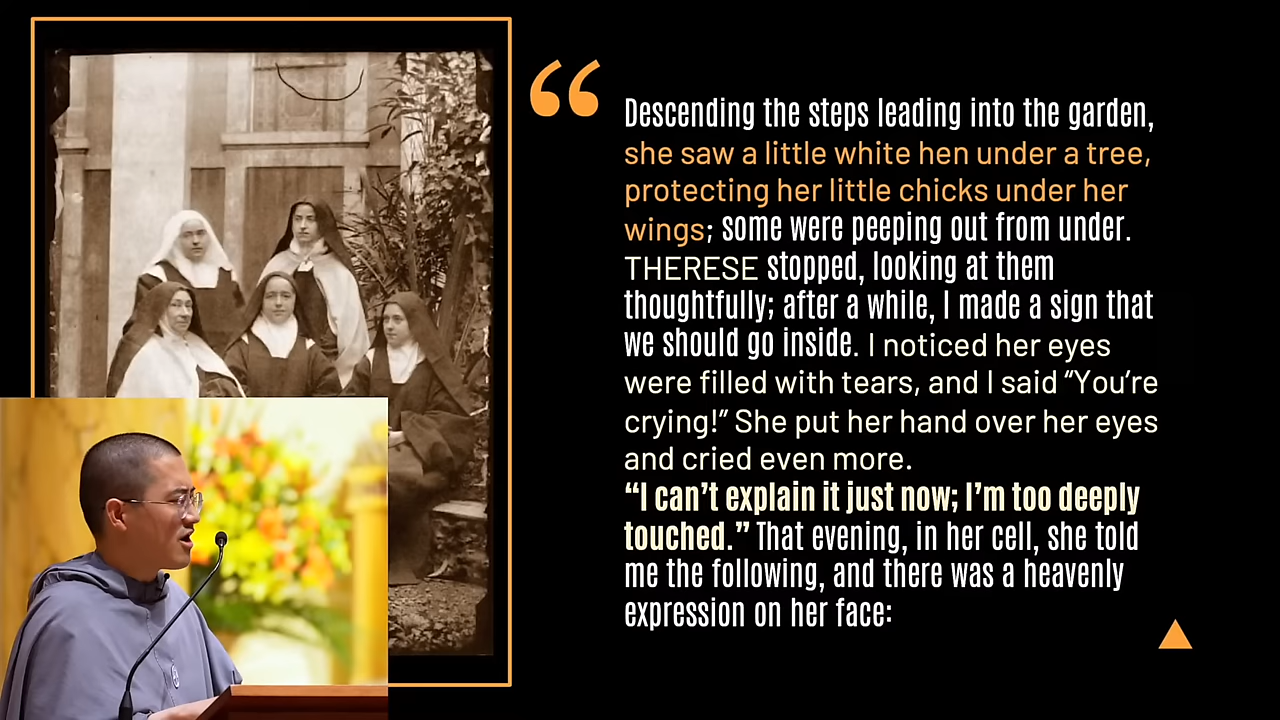 “
Descending the steps leading into the garden,
she saw a little white hen under a tree,
protecting her little chicks under her
wings; some were peeping out from under.
THERESE stopped, looking at them
thoughtfully; after a while, I made a sign that
we should go inside. I noticed her eyes
were filled with tears, and I said “You’re
crying!” She put her hand over her eyes
and cried even more.
“I can’t explain it just now; I’m too deeply
touched.” That evening, in her cell, she told
me the following, and there was a heavenly
expression on her face: